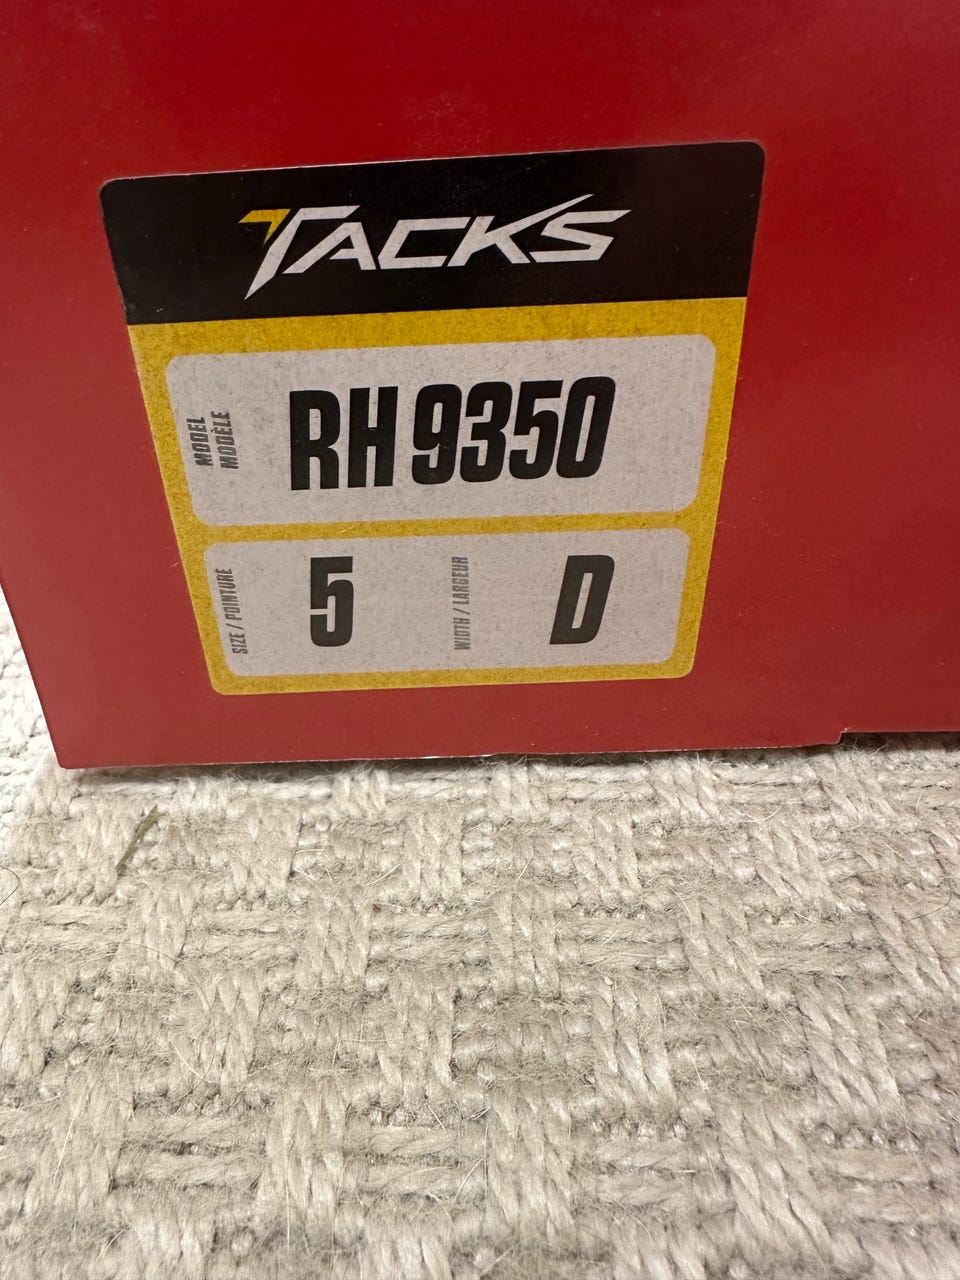 TACKS
MODEL
MODÈLE
RH 9350
SIZE / POINTURE
5
WIDTH / LARGEUR
D